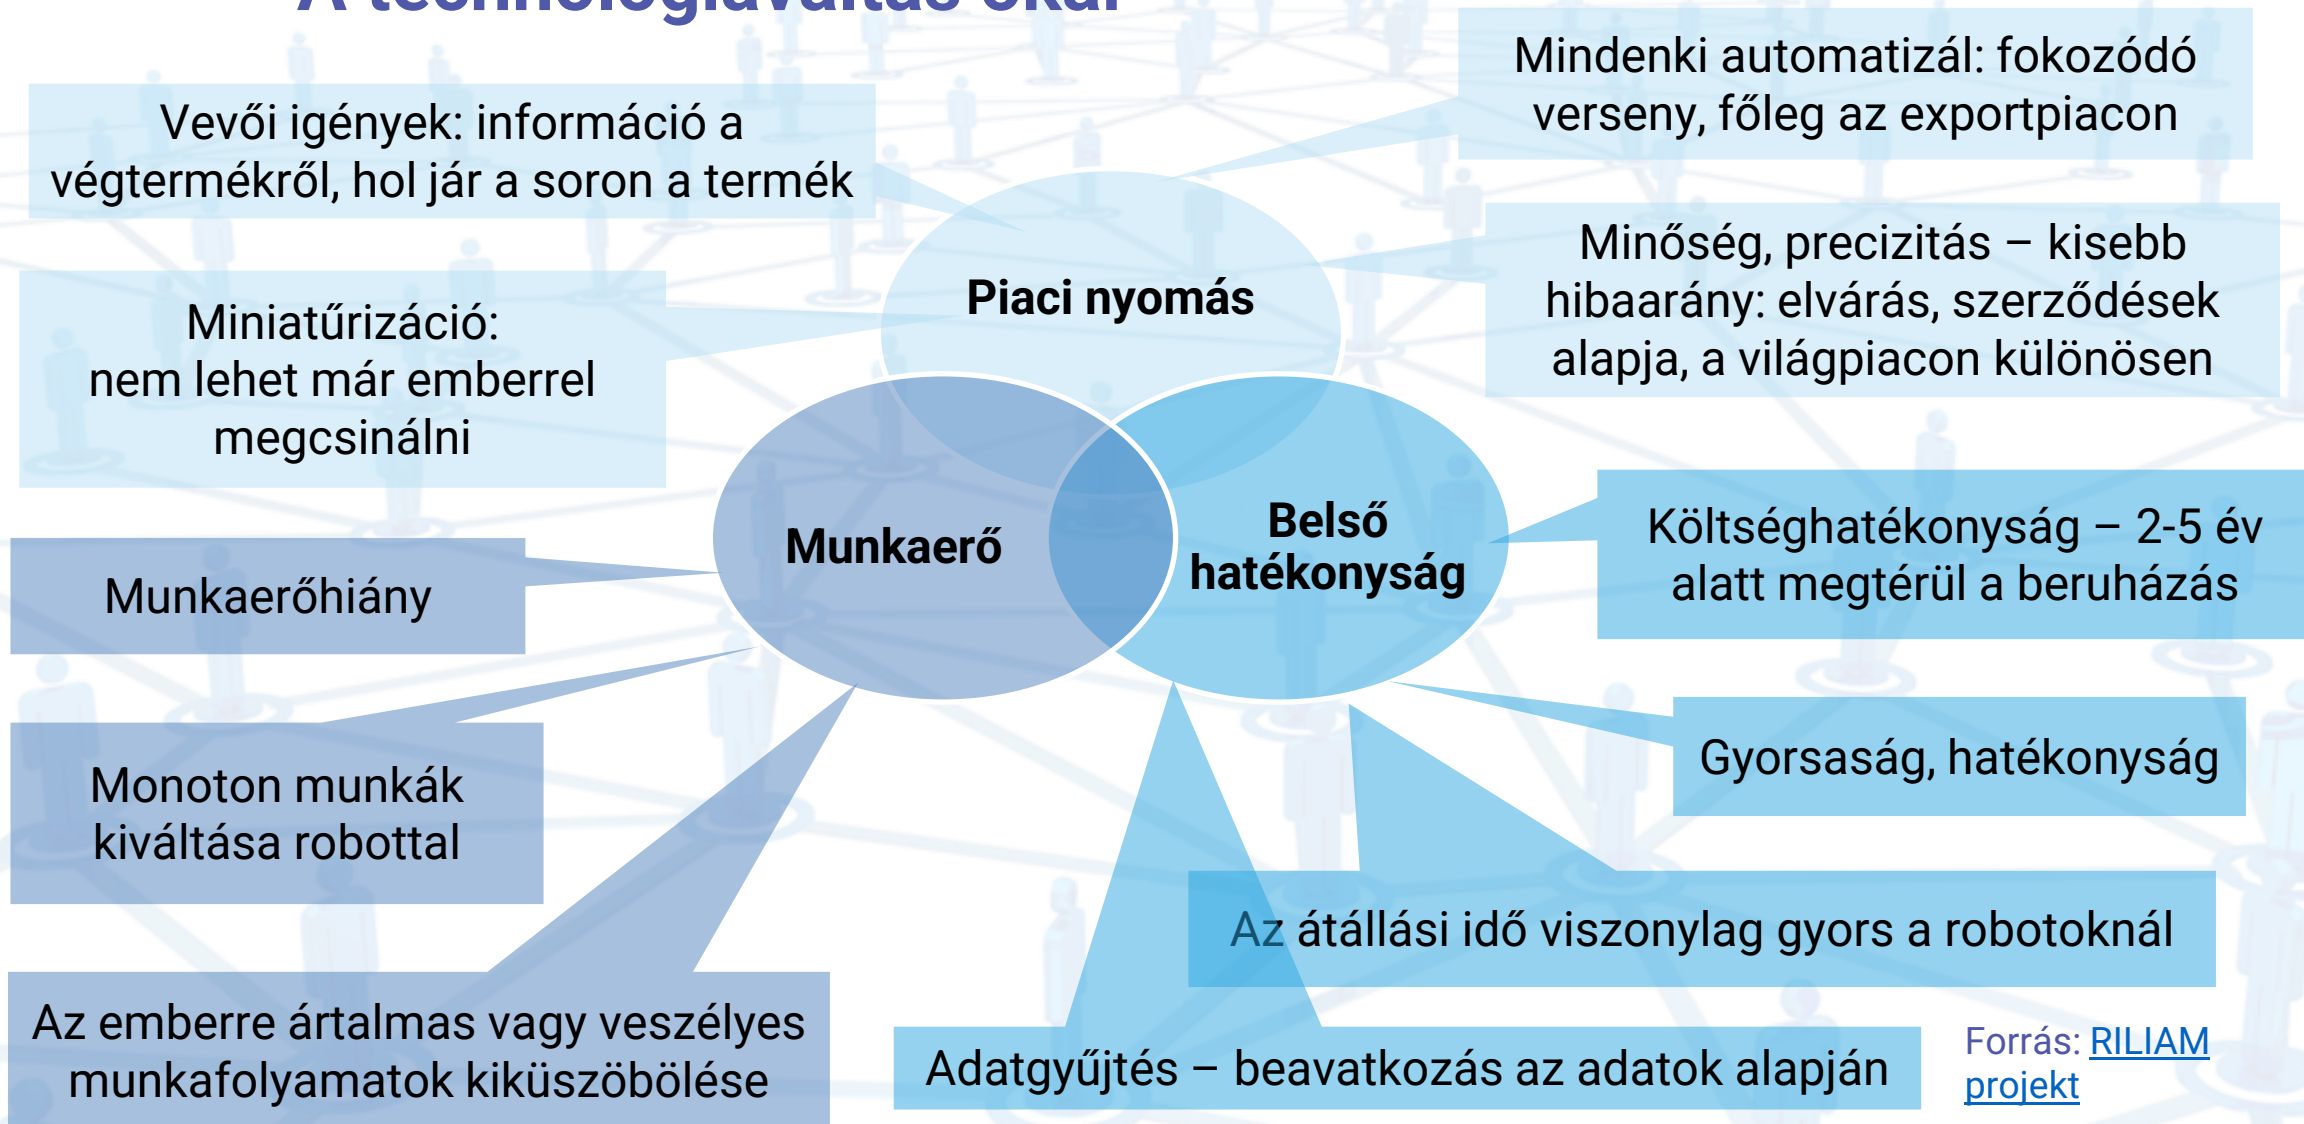 A technológiaváltás okai
Vevői igények: információ a
végtermékről, hol jár a soron a termék
Mindenki automatizál: fokozódó
verseny, főleg az exportpiacon
Minőség, precizitás – kisebb
hibaarány: elvárás, szerződések
alapja, a világpiacon különösen
Miniatűrizáció:
nem lehet már emberrel
megcsinálni
Piaci nyomás
Munkaerő
Belső
hatékonyság
Költséghatékonyság – 2-5 év
alatt megtérül a beruházás
Munkaerőhiány
Gyorsaság, hatékonyság
Monoton munkák
kiváltása robottal
Az átállási idő viszonylag gyors a robotoknál
Az emberre ártalmas vagy veszélyes
munkafolyamatok kiküszöbölése
Adatgyűjtés – beavatkozás az adatok alapján
Forrás: RILIAM
projekt